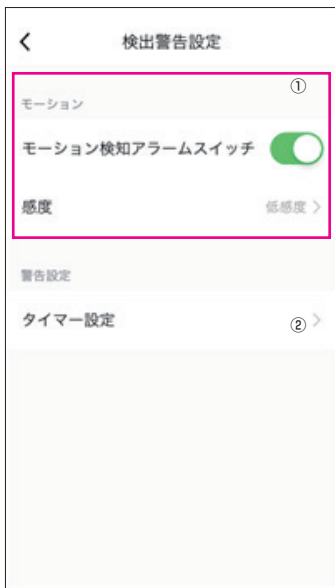 検出警告設定
①
モーション
モーション検知アラームスイッチ
感度 低感度
警告設定
タイマー設定 ②